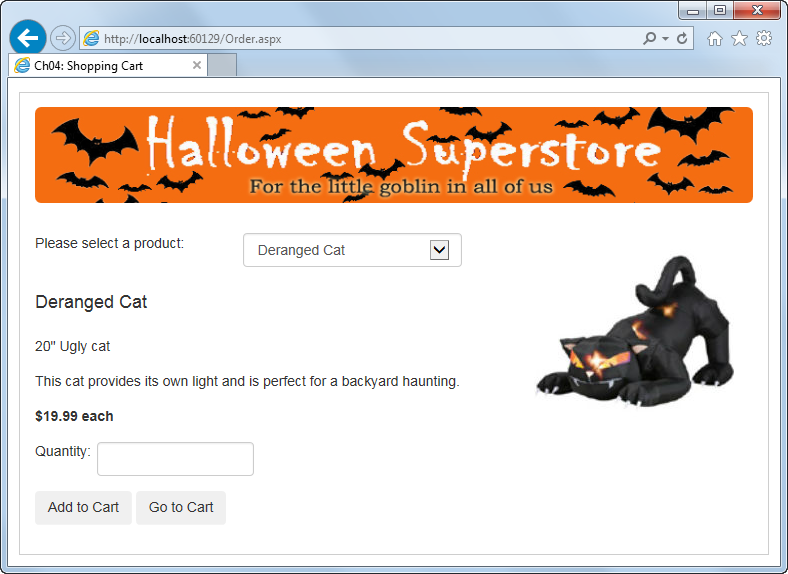 http://localhost:60129/Order.aspx
Ch04: Shopping Cart
Halloween Superstore
For the little goblin in all of us
Please select a product: Deranged Cat
Deranged Cat
20" Ugly cat
This cat provides its own light and is perfect for a backyard haunting.
$19.99 each
Quantity:
Add to Cart Go to Cart